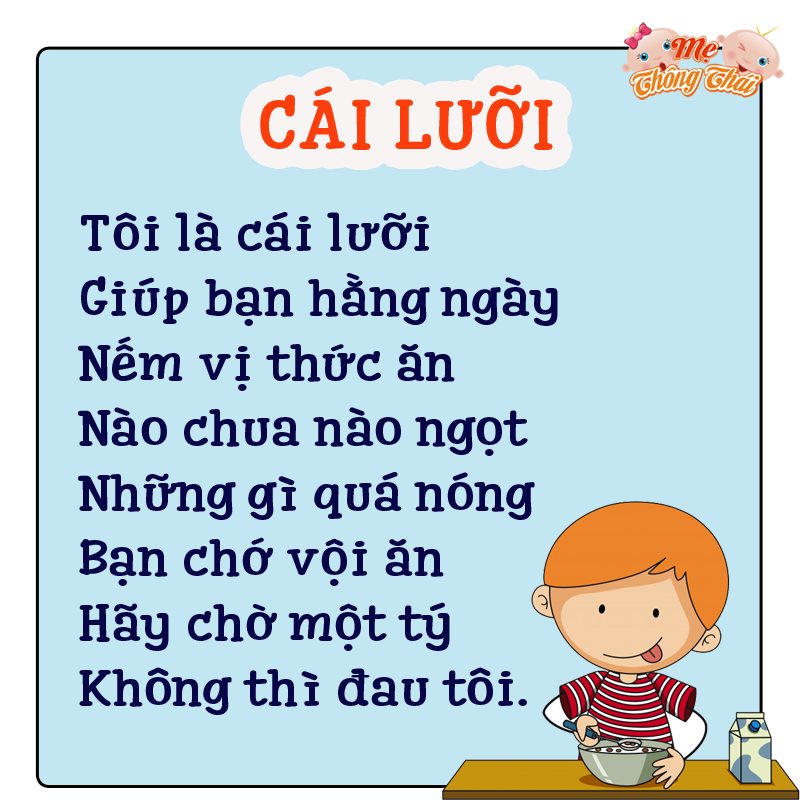 Mẹ
Thông Thái
CÁI LƯỠI
Tôi là cái lưỡi
Giúp bạn hằng ngày
Nếm vị thức ăn
Nào chua nào ngọt
Những gì quá nóng
Bạn chớ vội ăn
Hãy chờ một tý
Không thì đau tôi.